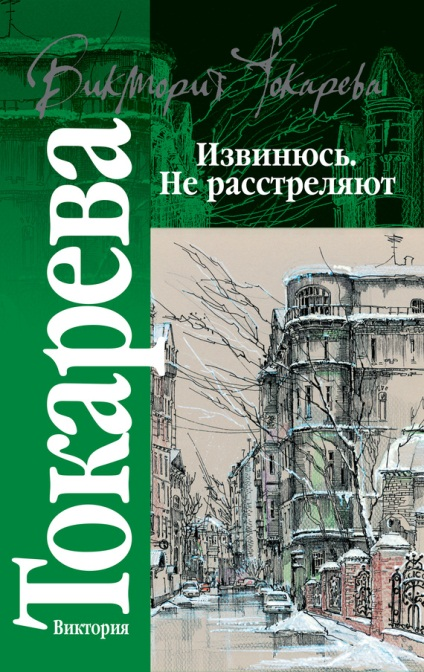 Виктория Токарева
Извинюсь.
Не расстреляют
Токарева
Виктория